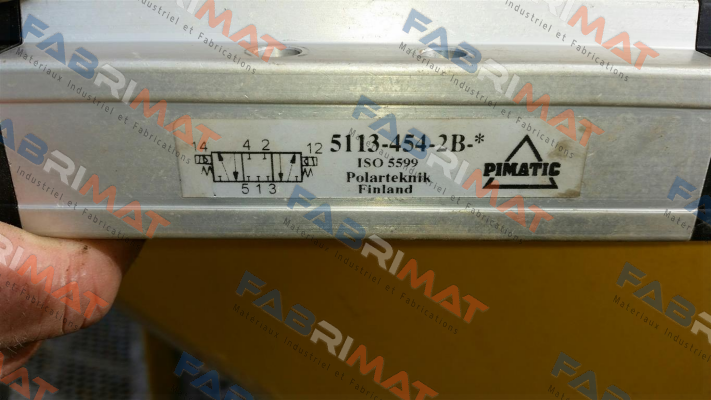 5113-454-2B-*
ISO 5599
Polarteknik
Finland
PIMATIC
14
4 2
12
5 1 3
FABRIMAT
Materiaux Industriel et Fabrications